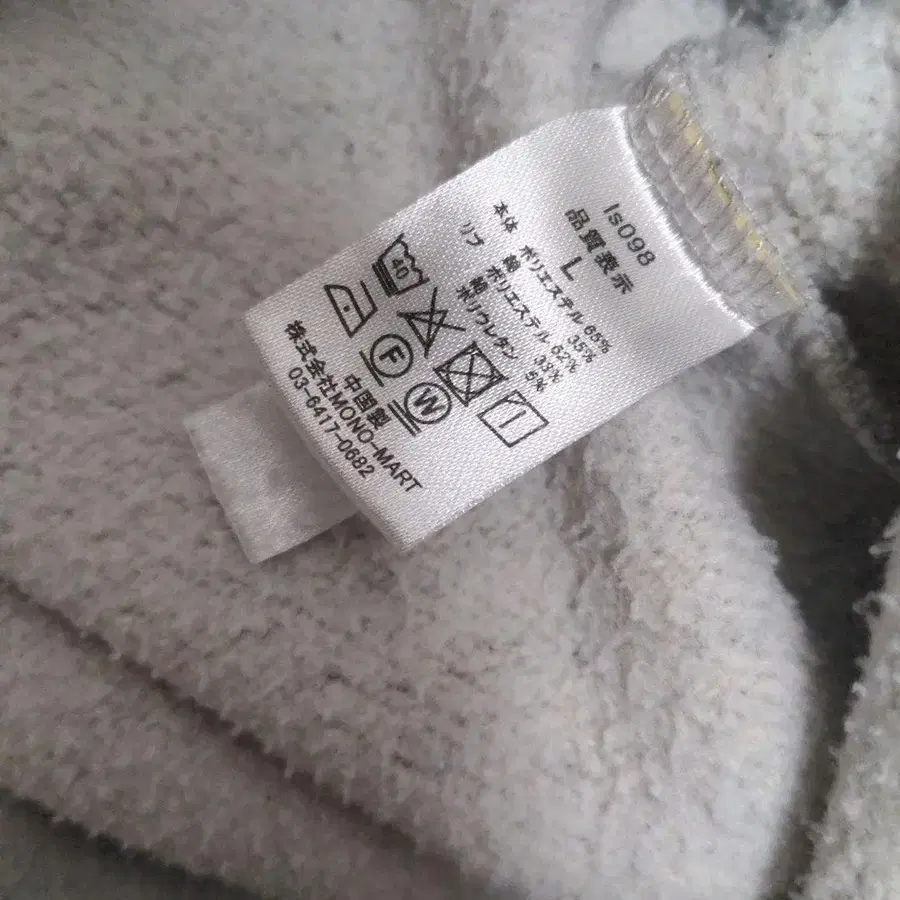 ls098
品質表示
L
本体 ポリエステル 65%
綿 35%
リブ ポリエステル 62%
綿 33%
ポリウレタン 5%
40
F
W
中国製
株式会社MONO-MART
03-6417-0682